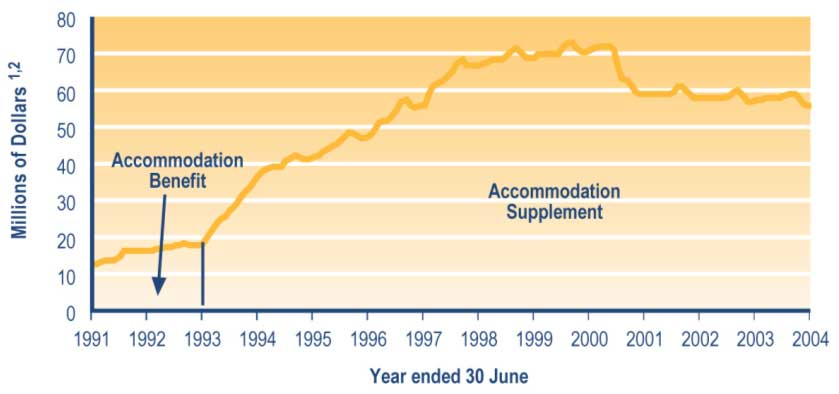 80
70
60
50
40
30
20
10
0
Millions of Dollars 1,2
Accommodation
Benefit
Accommodation
Supplement
1991 1992 1993 1994 1995 1996 1997 1998 1999 2000 2001 2002 2003 2004
Year ended 30 June